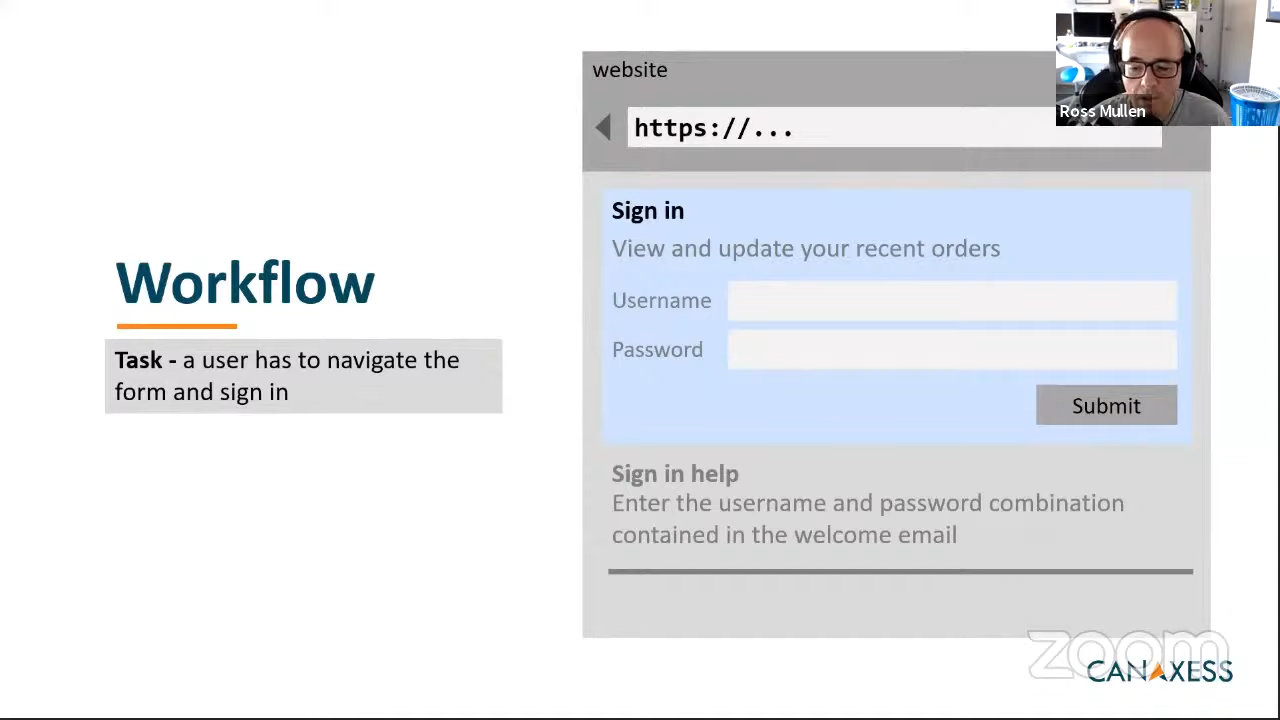 Workflow
Task - a user has to navigate the
form and sign in
website
https://...
Sign in
View and update your recent orders
Username
Password
Submit
Sign in help
Enter the username and password combination
contained in the welcome email
Ross Mullen
zoom
CANAXESS